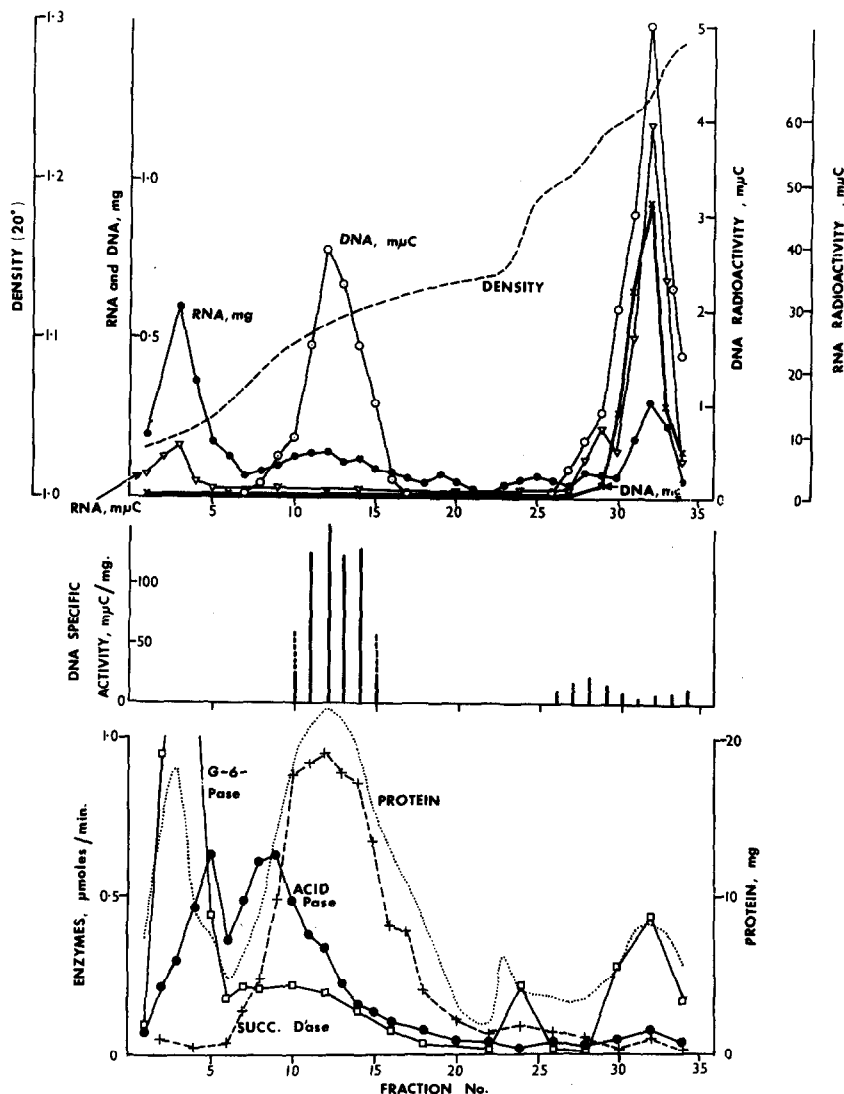 1.3
1.2
1.1
1.0
DENSITY (20°)
1.0
0.5
RNA and DNA, mg
5
4
3
2
1
0
DNA RADIOACTIVITY, mμC
60
50
40
30
20
10
0
RNA RADIOACTIVITY, mμC
DNA, mμC
DENSITY
RNA, mg
RNA, mμC
5
10
15
20
25
30
100
50
0
DNA SPECIFIC
ACTIVITY, mμC/mg.
1.0
0.5
0
ENZYMES, μmoles/min.
20
10
0
PROTEIN, mg
G-6-
Pase
PROTEIN
ACID
Pase
SUCC. D'ase
5
10
15
20
25
30
FRACTION No.